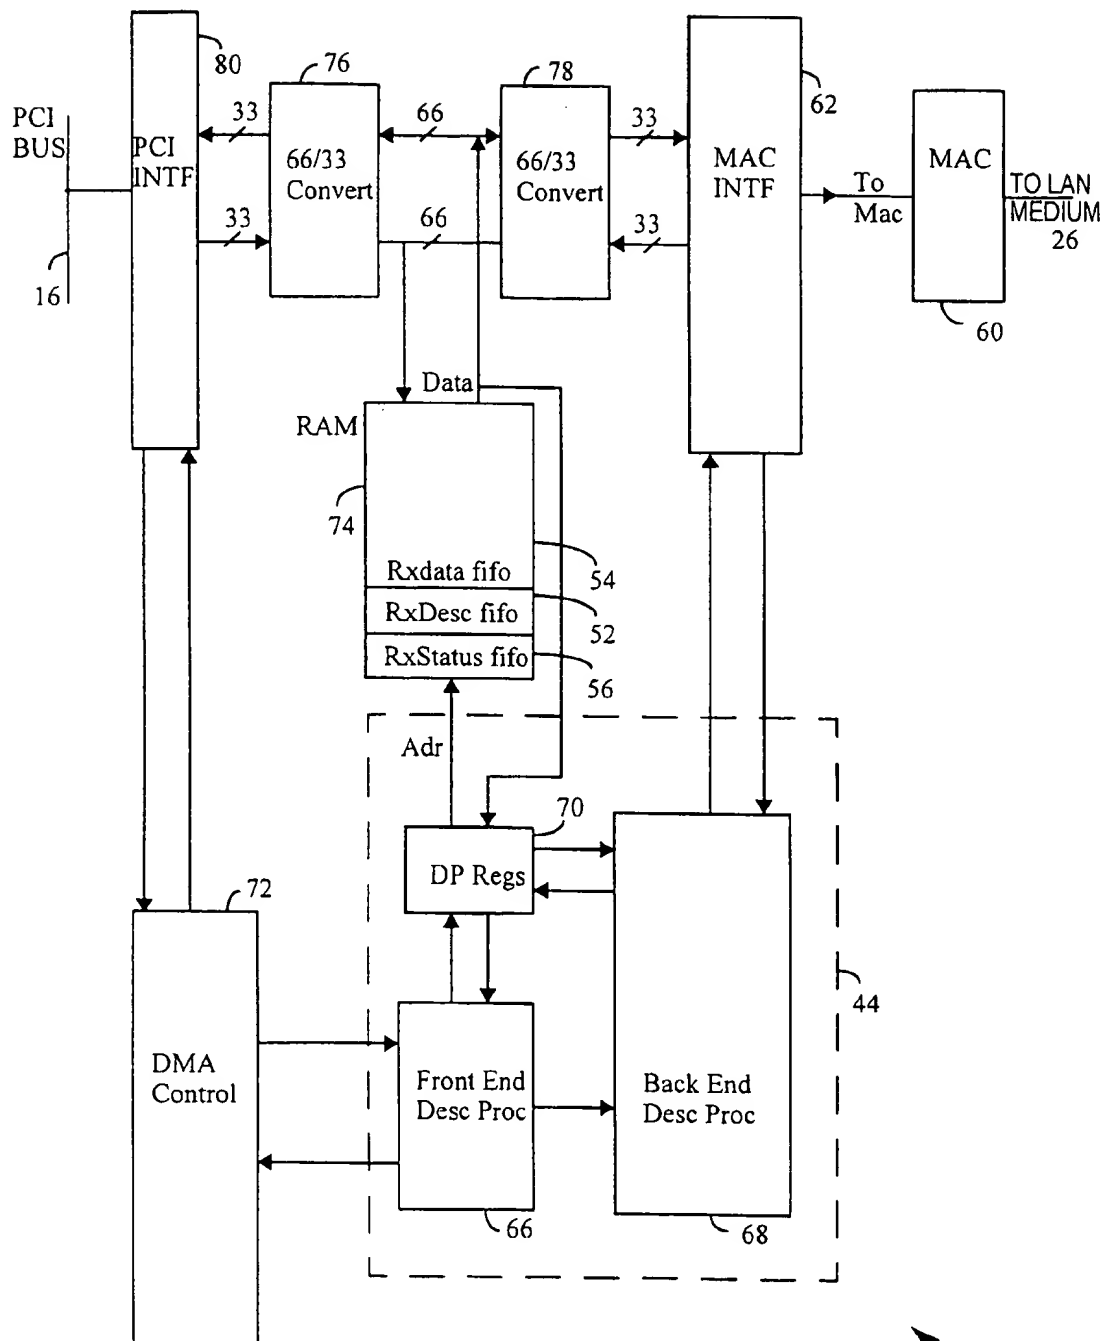 80
76
78
62
PCI
BUS
33
66
33
PCI
INTF
66/33
Convert
66/33
Convert
MAC
INTF
MAC
To
Mac
TO LAN
MEDIUM
26
33
66
33
16
60
Data
RAM
74
Rxdata fifo
54
RxDesc fifo
52
RxStatus fifo
56
Adr
70
DP Regs
72
44
DMA
Control
Front End
Desc Proc
Back End
Desc Proc
66
68